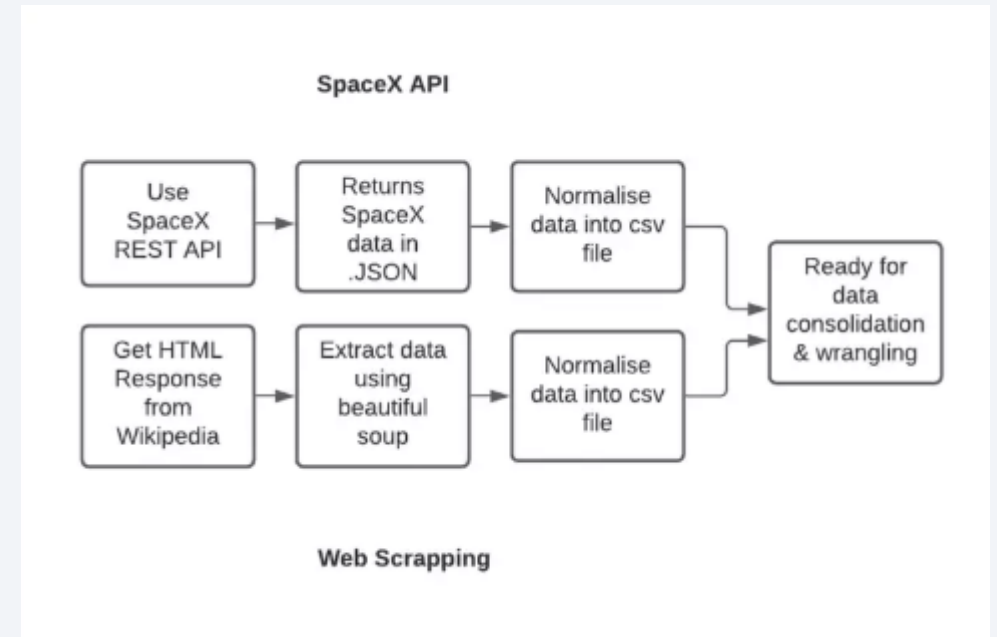 SpaceX API
Use
SpaceX
REST API
Returns
SpaceX
data in
.JSON
Normalise
data into csv
file
Ready for
data
consolidation
& wrangling
Get HTML
Response
from
Wikipedia
Extract data
using
beautiful
soup
Normalise
data into csv
file
Web Scrapping